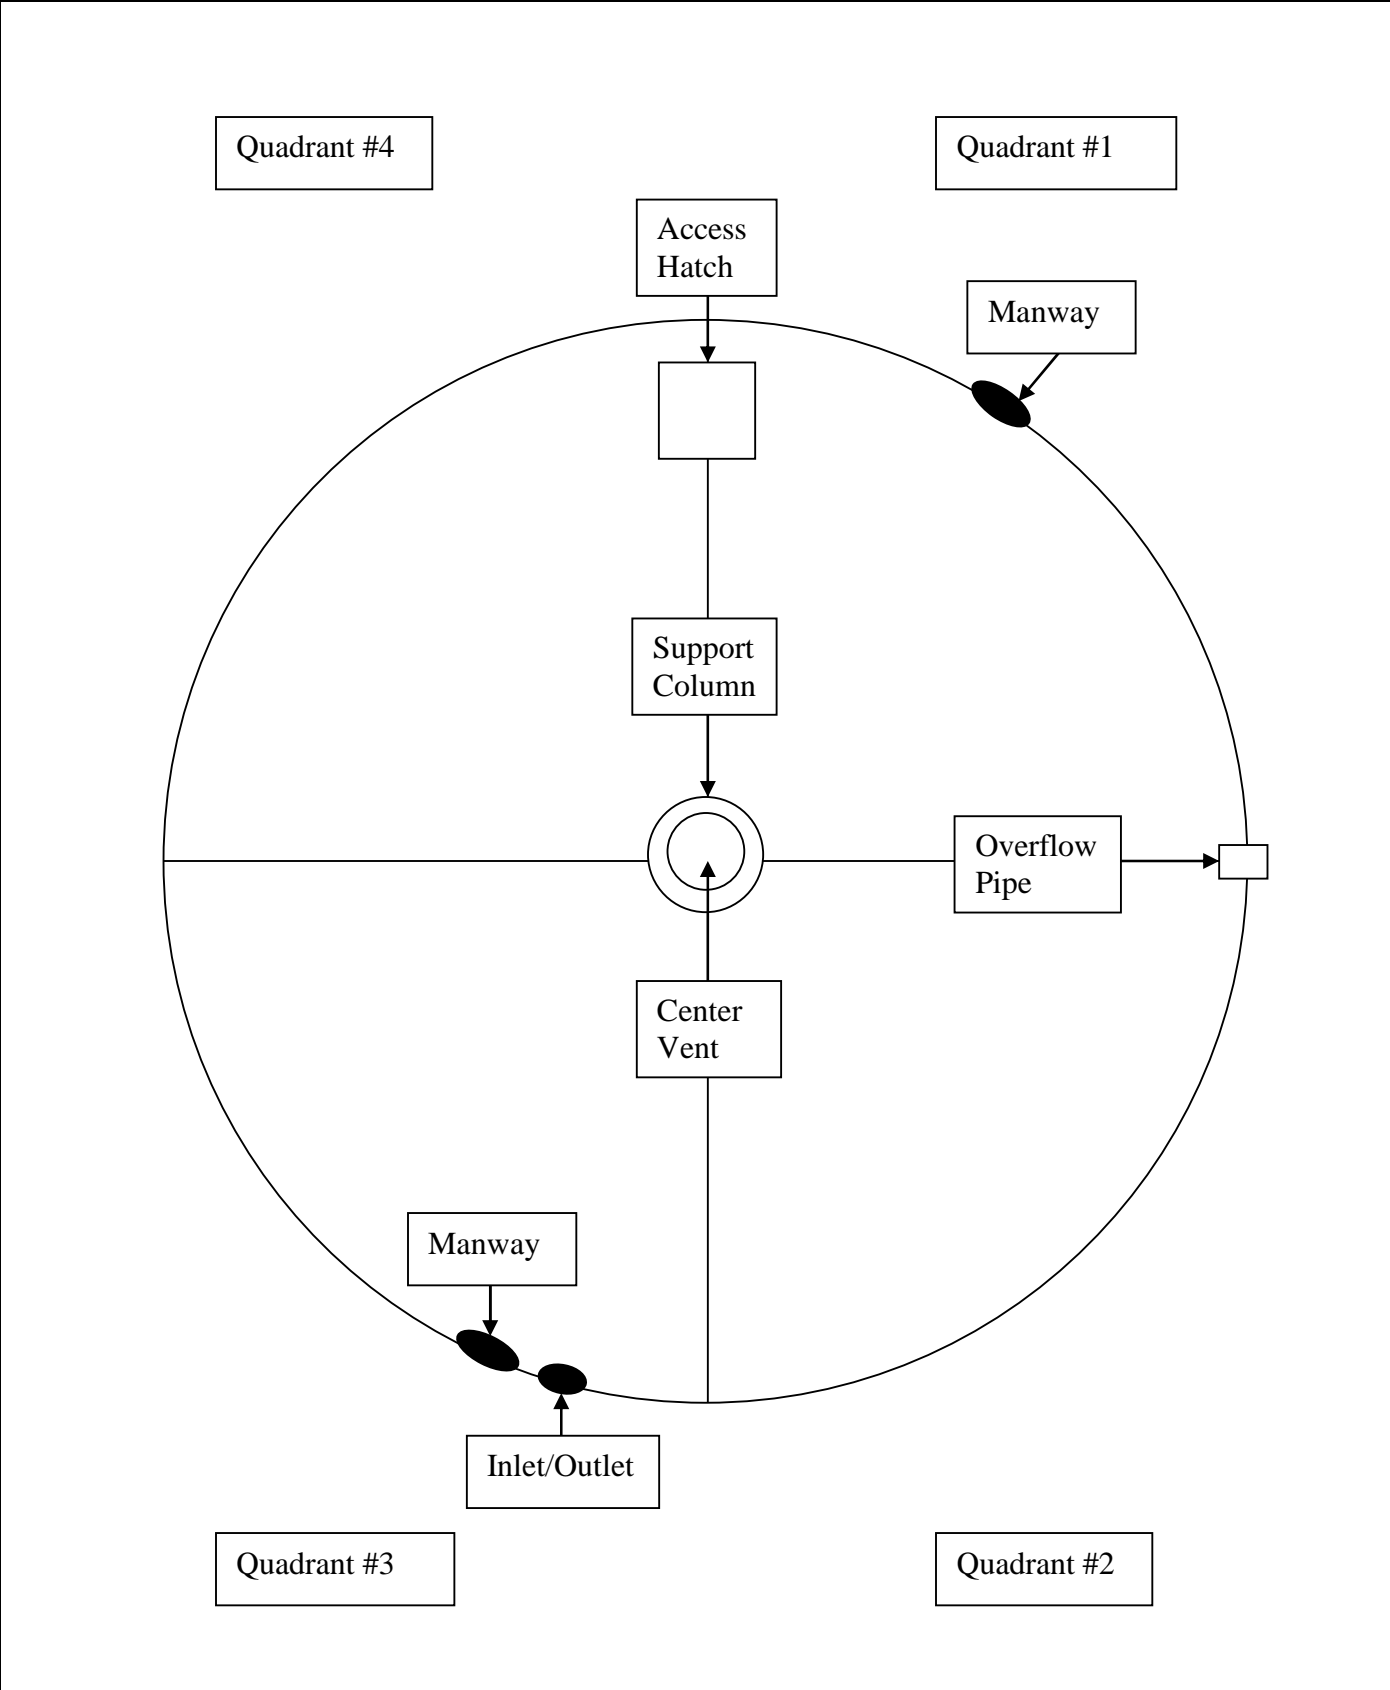 Quadrant #4
Quadrant #1
Access
Hatch
Manway
Support
Column
Overflow
Pipe
Center
Vent
Manway
Inlet/Outlet
Quadrant #3
Quadrant #2